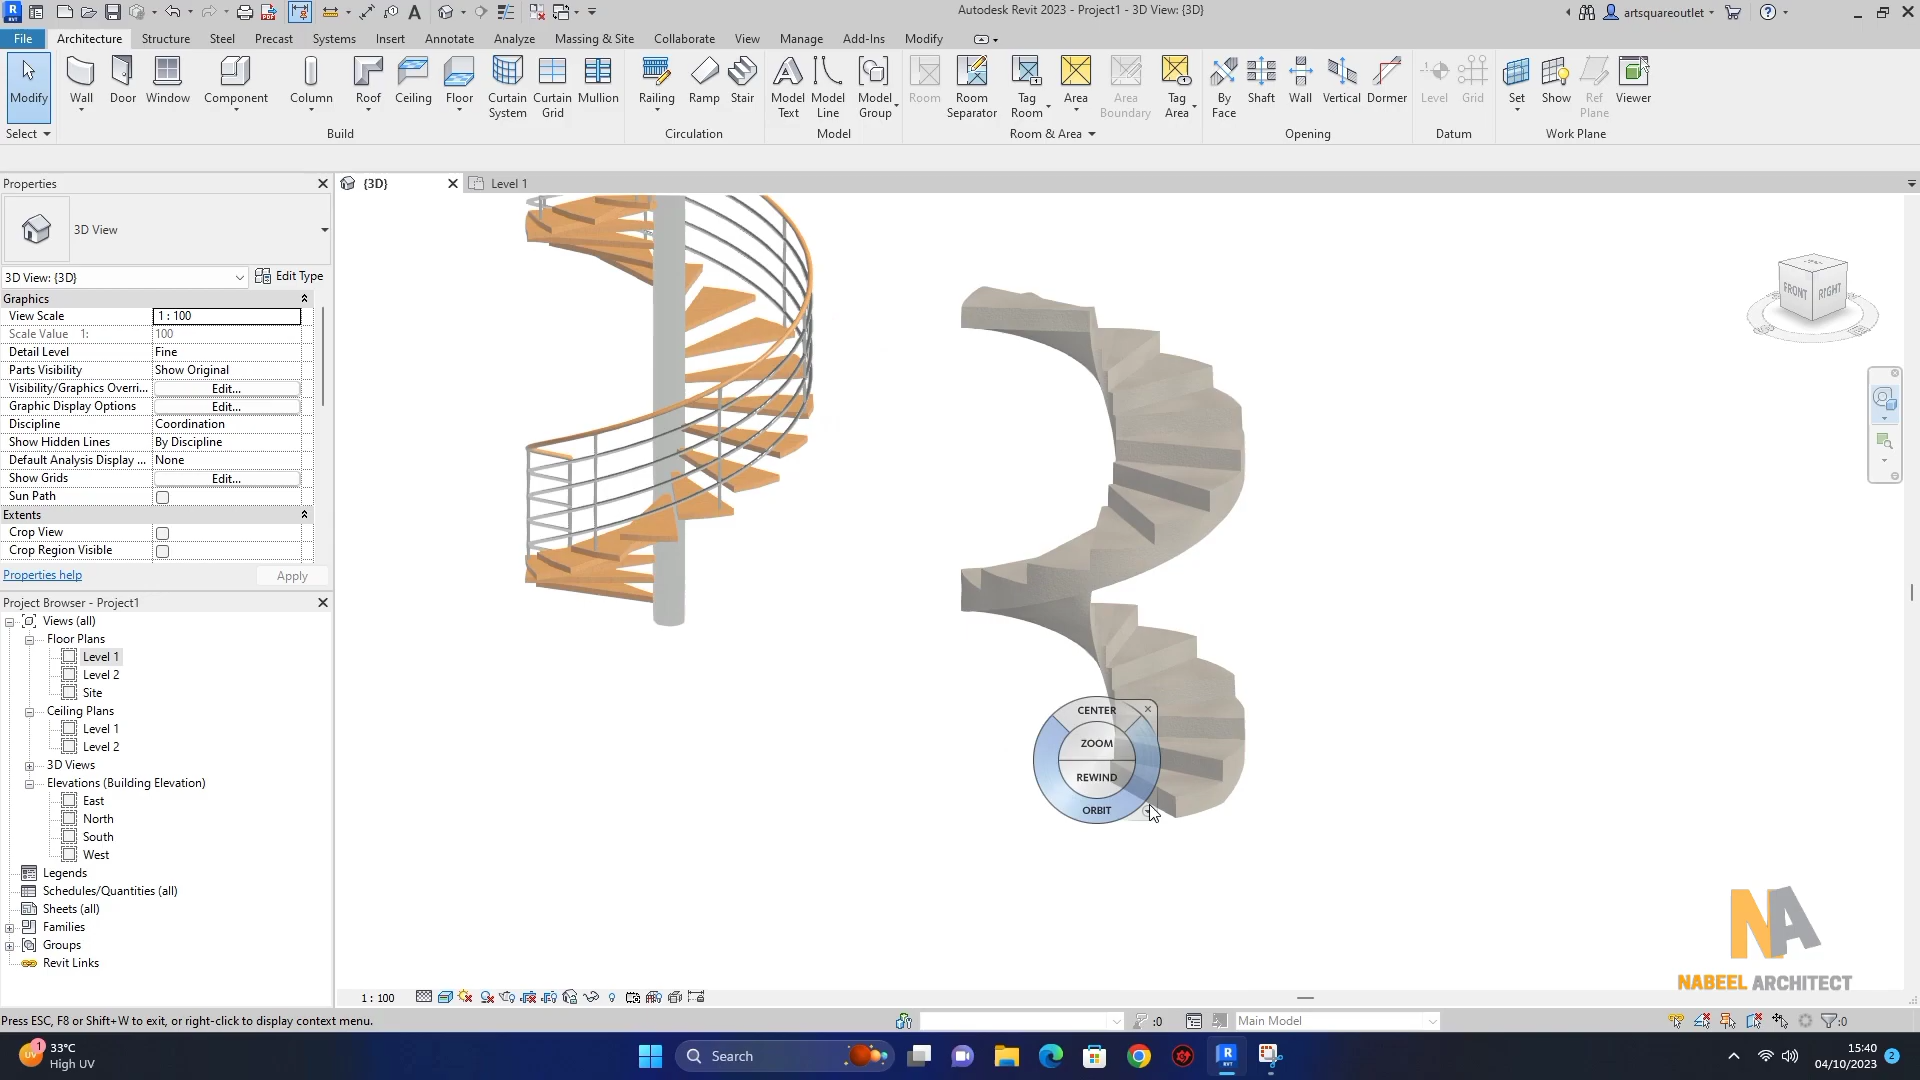 Autodesk Revit 2023 - Project1 - 3D View: {3D}
artsquareoutlet
File Architecture Structure Steel Precast Systems Insert Annotate Analyze Massing & Site Collaborate View Manage Add-Ins Modify
Modify Wall Door Window Component Column Roof Ceiling Floor Curtain System Curtain Grid Mullion Railing Ramp Stair Model Text Model Line Model Group Room Room Separator Tag Room Area Area Boundary Tag Area By Face Shaft Wall Vertical Dormer Level Grid Set Show Ref Plane Viewer
Select Build Circulation Model Room & Area Opening Datum Work Plane
Properties
{3D} Level 1
3D View
3D View: {3D} Edit Type
Graphics
View Scale 1 : 100
Scale Value 1: 100
Detail Level Fine
Parts Visibility Show Original
Visibility/Graphics Overri... Edit...
Graphic Display Options Edit...
Discipline Coordination
Show Hidden Lines By Discipline
Default Analysis Display ... None
Show Grids Edit...
Sun Path
Extents
Crop View
Crop Region Visible
Properties help Apply
Project Browser - Project1
Views (all)
Floor Plans
Level 1
Level 2
Site
Ceiling Plans
Level 1
Level 2
3D Views
Elevations (Building Elevation)
East
North
South
West
Legends
Schedules/Quantities (all)
Sheets (all)
Families
Groups
Revit Links
FRONT RIGHT
CENTER
ZOOM
REWIND
ORBIT
NA
NABEEL ARCHITECT
1 : 100
Press ESC, F8 or Shift+W to exit, or right-click to display context menu.
:0 Main Model :0
33°C
High UV
Search
15:40
04/10/2023
2